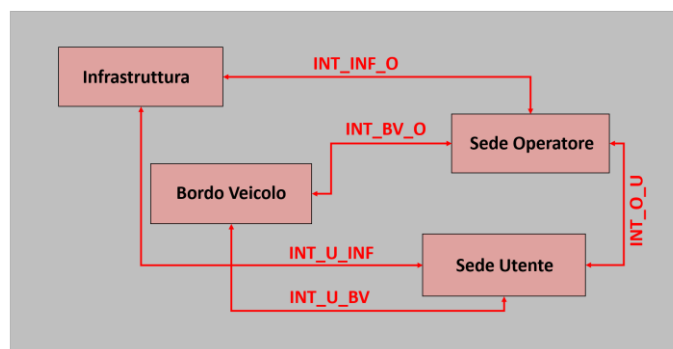 INT_INF_O
Infrastruttura
INT_BV_O
Sede Operatore
Bordo Veicolo
INT_O_U
INT_U_INF
Sede Utente
INT_U_BV